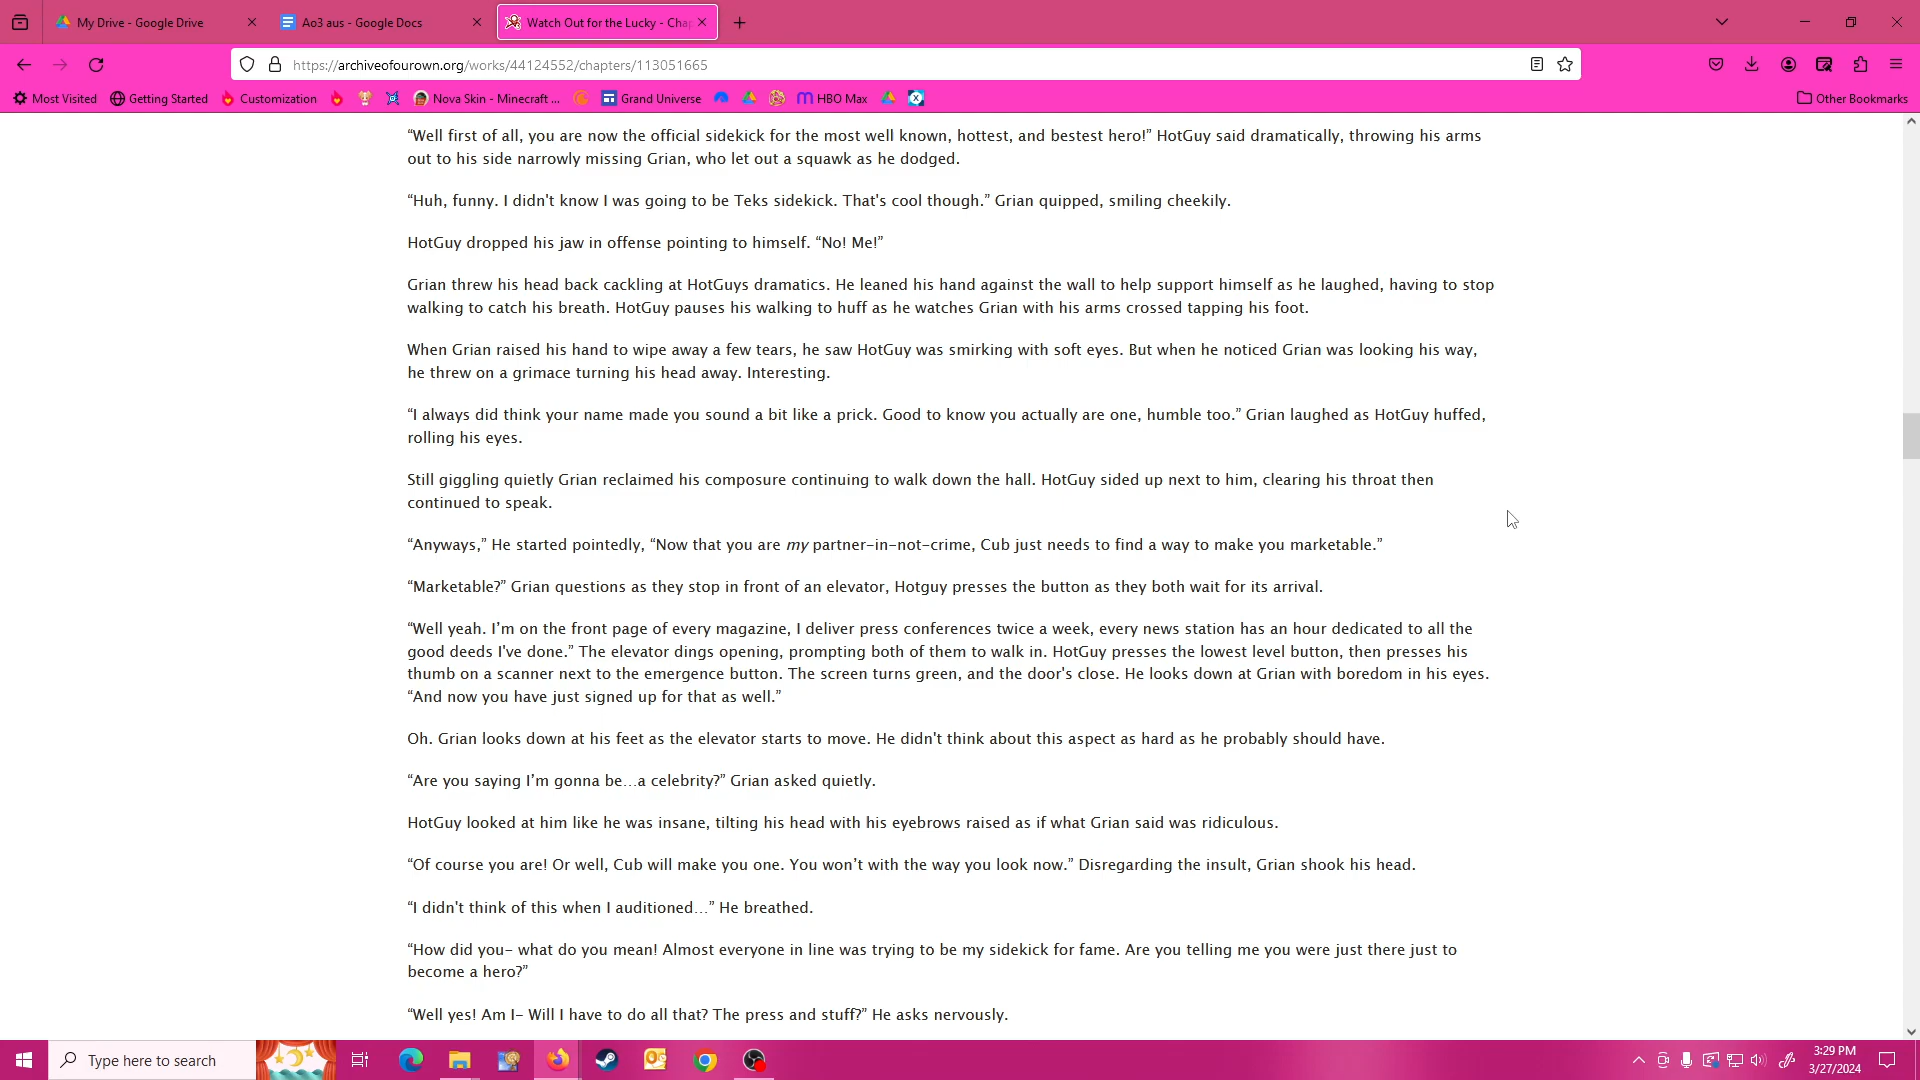 My Drive - Google Drive
Ao3 aus - Google Docs
Watch Out for the Lucky - Cha
https://archiveofourown.org/works/44124552/chapters/113051665
Most Visited
Getting Started
Customization
Nova Skin - Minecraft ...
Grand Universe
HBO Max
Other Bookmarks
“Well first of all, you are now the official sidekick for the most well known, hottest, and bestest hero!” HotGuy said dramatically, throwing his arms
out to his side narrowly missing Grian, who let out a squawk as he dodged.
“Huh, funny. I didn't know I was going to be Teks sidekick. That's cool though.” Grian quipped, smiling cheekily.
HotGuy dropped his jaw in offense pointing to himself. “No! Me!”
Grian threw his head back cackling at HotGuys dramatics. He leaned his hand against the wall to help support himself as he laughed, having to stop
walking to catch his breath. HotGuy pauses his walking to huff as he watches Grian with his arms crossed tapping his foot.
When Grian raised his hand to wipe away a few tears, he saw HotGuy was smirking with soft eyes. But when he noticed Grian was looking his way,
he threw on a grimace turning his head away. Interesting.
“I always did think your name made you sound a bit like a prick. Good to know you actually are one, humble too.” Grian laughed as HotGuy huffed,
rolling his eyes.
Still giggling quietly Grian reclaimed his composure continuing to walk down the hall. HotGuy sided up next to him, clearing his throat then
continued to speak.
“Anyways,” He started pointedly, “Now that you are my partner-in-not-crime, Cub just needs to find a way to make you marketable.”
“Marketable?” Grian questions as they stop in front of an elevator, Hotguy presses the button as they both wait for its arrival.
“Well yeah. I’m on the front page of every magazine, I deliver press conferences twice a week, every news station has an hour dedicated to all the
good deeds I've done.” The elevator dings opening, prompting both of them to walk in. HotGuy presses the lowest level button, then presses his
thumb on a scanner next to the emergence button. The screen turns green, and the door's close. He looks down at Grian with boredom in his eyes.
“And now you have just signed up for that as well.”
Oh. Grian looks down at his feet as the elevator starts to move. He didn't think about this aspect as hard as he probably should have.
“Are you saying I’m gonna be…a celebrity?” Grian asked quietly.
HotGuy looked at him like he was insane, tilting his head with his eyebrows raised as if what Grian said was ridiculous.
“Of course you are! Or well, Cub will make you one. You won’t with the way you look now.” Disregarding the insult, Grian shook his head.
“I didn't think of this when I auditioned…” He breathed.
“How did you- what do you mean! Almost everyone in line was trying to be my sidekick for fame. Are you telling me you were just there just to
become a hero?”
“Well yes! Am I- Will I have to do all that? The press and stuff?” He asks nervously.
Type here to search
3:29 PM
3/27/2024